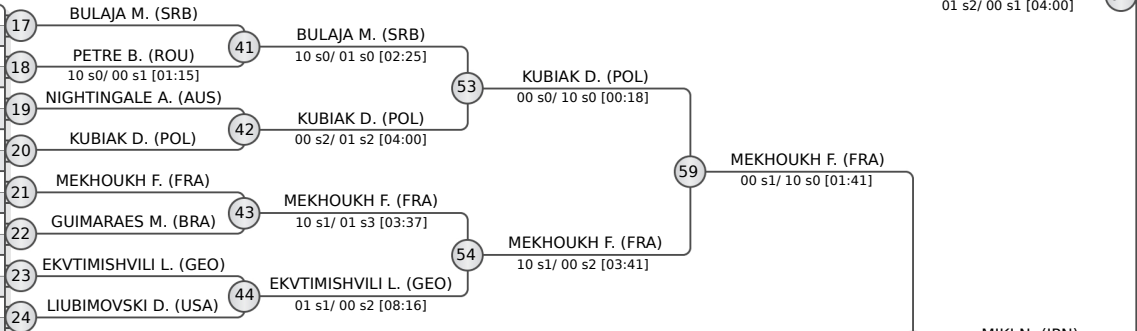 01 s2/ 00 s1 [04:00]
17
BULAJA M. (SRB)
41
BULAJA M. (SRB)
10 s0/ 01 s0 [02:25]
18
PETRE B. (ROU)
10 s0/ 00 s1 [01:15]
53
KUBIAK D. (POL)
00 s0/ 10 s0 [00:18]
19
NIGHTINGALE A. (AUS)
42
KUBIAK D. (POL)
00 s2/ 01 s2 [04:00]
20
KUBIAK D. (POL)
59
MEKHOUKH F. (FRA)
00 s1/ 10 s0 [01:41]
21
MEKHOUKH F. (FRA)
43
MEKHOUKH F. (FRA)
10 s1/ 01 s3 [03:37]
22
GUIMARAES M. (BRA)
54
MEKHOUKH F. (FRA)
10 s1/ 00 s2 [03:41]
23
EKVTIMISHVILI L. (GEO)
44
EKVTIMISHVILI L. (GEO)
01 s1/ 00 s2 [08:16]
24
LIUBIMOVSKI D. (USA)